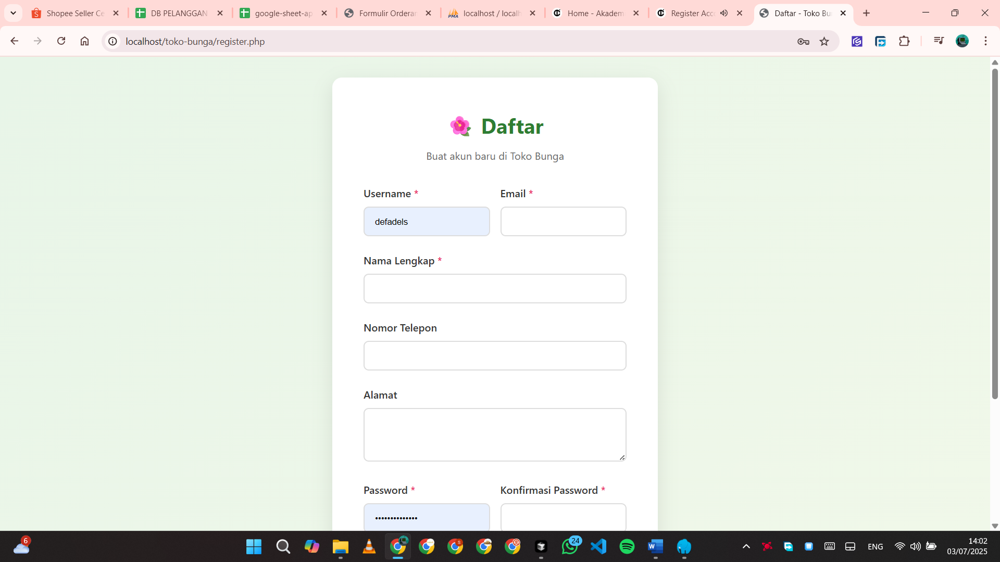 Shopee Seller Ce
DB PELANGGAN
google-sheet-ap
Formulir Orderan
localhost / localh
Home - Akadem
Register Acc
Daftar - Toko Bu
localhost/toko-bunga/register.php
Daftar
Buat akun baru di Toko Bunga
Username * Email *
defadels
Nama Lengkap *
Nomor Telepon
Alamat
Password * Konfirmasi Password *
••••••••••••••
6
24
ENG
14:02
03/07/2025